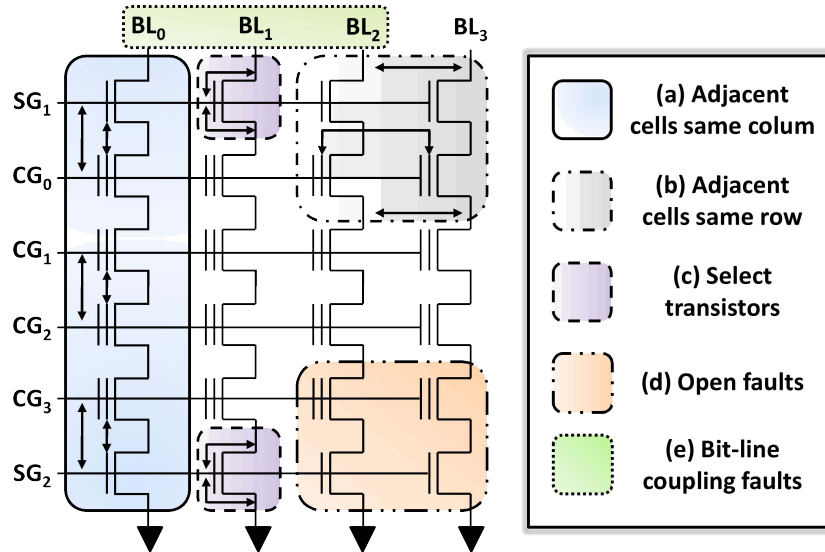 BL0 BL1 BL2 BL3
SG1
CG0
CG1
CG2
CG3
SG2
(a) Adjacent
cells same colum
(b) Adjacent
cells same row
(c) Select
transistors
(d) Open faults
(e) Bit-line
coupling faults